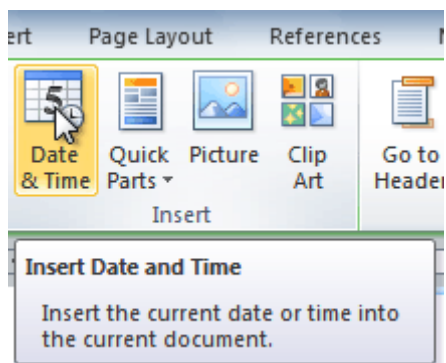 ert Page Layout References
5
Date Quick Picture Clip Go to
& Time Parts Art Header
Insert
Insert Date and Time
Insert the current date or time into
the current document.